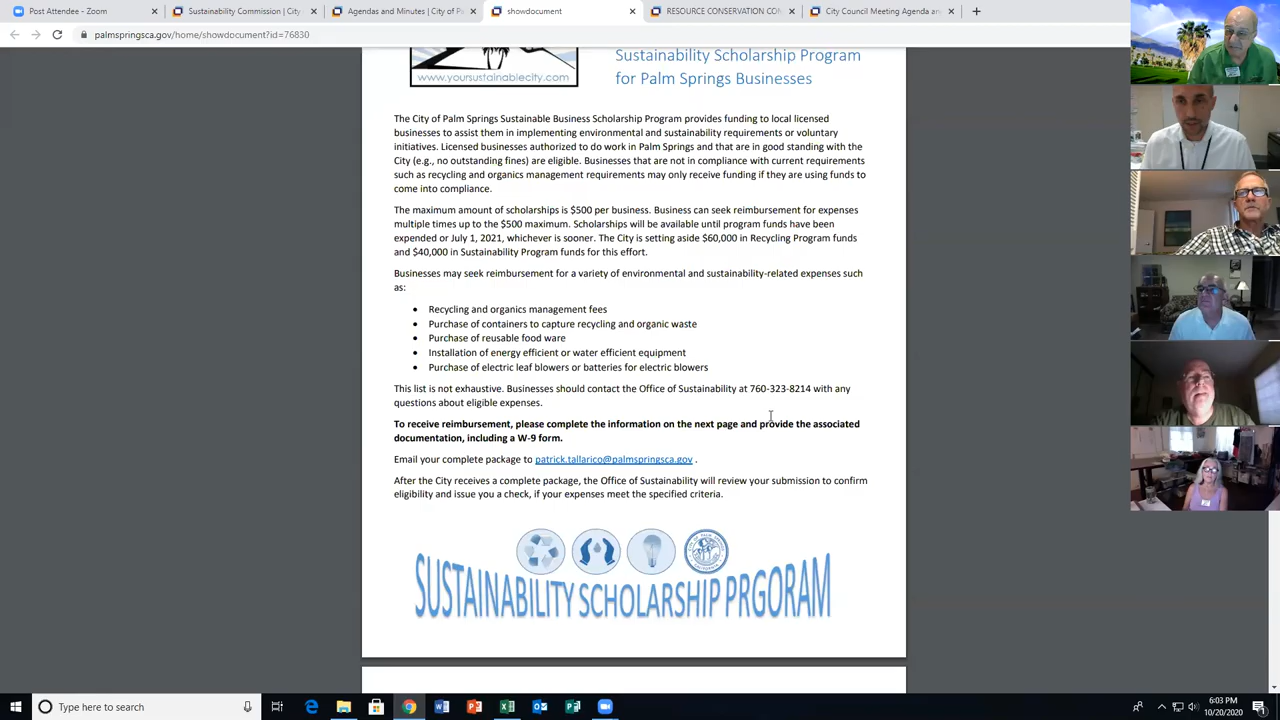 Post Attendee - Zoom
Sustainability Commission | City
Agendas and Minutes | City of Pa
showdocument
RESOURCE CONSERVATION CON
City Council Meeting Agenda an
palmspringsca.gov/home/showdocument?id=76830
www.yoursustainablecity.com
Sustainability Scholarship Program
for Palm Springs Businesses
The City of Palm Springs Sustainable Business Scholarship Program provides funding to local licensed
businesses to assist them in implementing environmental and sustainability requirements or voluntary
initiatives. Licensed businesses authorized to do work in Palm Springs and that are in good standing with the
City (e.g., no outstanding fines) are eligible. Businesses that are not in compliance with current requirements
such as recycling and organics management requirements may only receive funding if they are using funds to
come into compliance.
The maximum amount of scholarships is $500 per business. Business can seek reimbursement for expenses
multiple times up to the $500 maximum. Scholarships will be available until program funds have been
expended or July 1, 2021, whichever is sooner. The City is setting aside $60,000 in Recycling Program funds
and $40,000 in Sustainability Program funds for this effort.
Businesses may seek reimbursement for a variety of environmental and sustainability-related expenses such
as:
• Recycling and organics management fees
• Purchase of containers to capture recycling and organic waste
• Purchase of reusable food ware
• Installation of energy efficient or water efficient equipment
• Purchase of electric leaf blowers or batteries for electric blowers
This list is not exhaustive. Businesses should contact the Office of Sustainability at 760-323-8214 with any
questions about eligible expenses.
To receive reimbursement, please complete the information on the next page and provide the associated
documentation, including a W-9 form.
Email your complete package to patrick.tallarico@palmspringsca.gov .
After the City receives a complete package, the Office of Sustainability will review your submission to confirm
eligibility and issue you a check, if your expenses meet the specified criteria.
SUSTAINABILITY SCHOLARSHIP PRGORAM
Type here to search
6:03 PM
10/20/2020